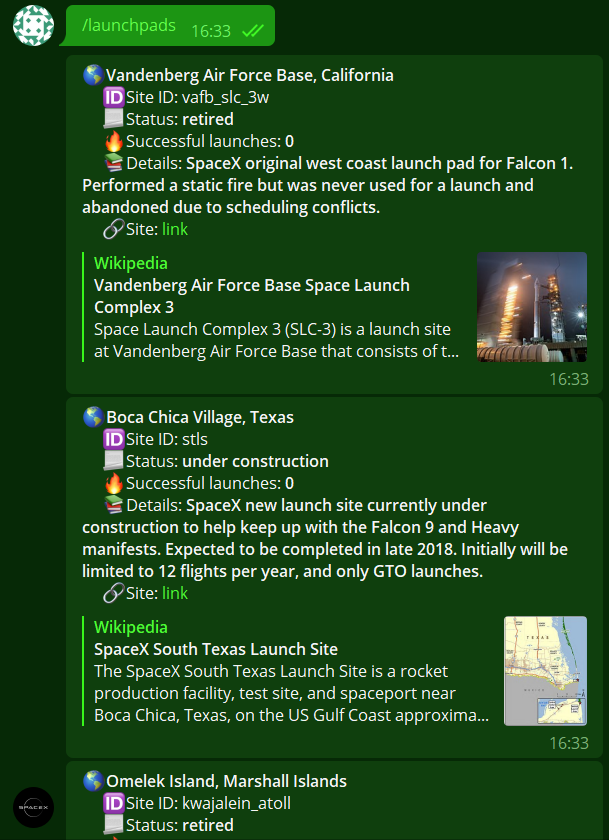 /launchpads 16:33
🌎Vandenberg Air Force Base, California
🆔Site ID: vafb_slc_3w
📃Status: retired
🔥Successful launches: 0
📚Details: SpaceX original west coast launch pad for Falcon 1.
Performed a static fire but was never used for a launch and
abandoned due to scheduling conflicts.
🔗Site: link
Wikipedia
Vandenberg Air Force Base Space Launch
Complex 3
Space Launch Complex 3 (SLC-3) is a launch site
at Vandenberg Air Force Base that consists of t...
16:33
🌎Boca Chica Village, Texas
🆔Site ID: stls
📃Status: under construction
🔥Successful launches: 0
📚Details: SpaceX new launch site currently under
construction to help keep up with the Falcon 9 and Heavy
manifests. Expected to be completed in late 2018. Initially will be
limited to 12 flights per year, and only GTO launches.
🔗Site: link
Wikipedia
SpaceX South Texas Launch Site
The SpaceX South Texas Launch Site is a rocket
production facility, test site, and spaceport near
Boca Chica, Texas, on the US Gulf Coast approxima...
TEXAS
16:33
🌎Omelek Island, Marshall Islands
🆔Site ID: kwajalein_atoll
📃Status: retired
SPACEX